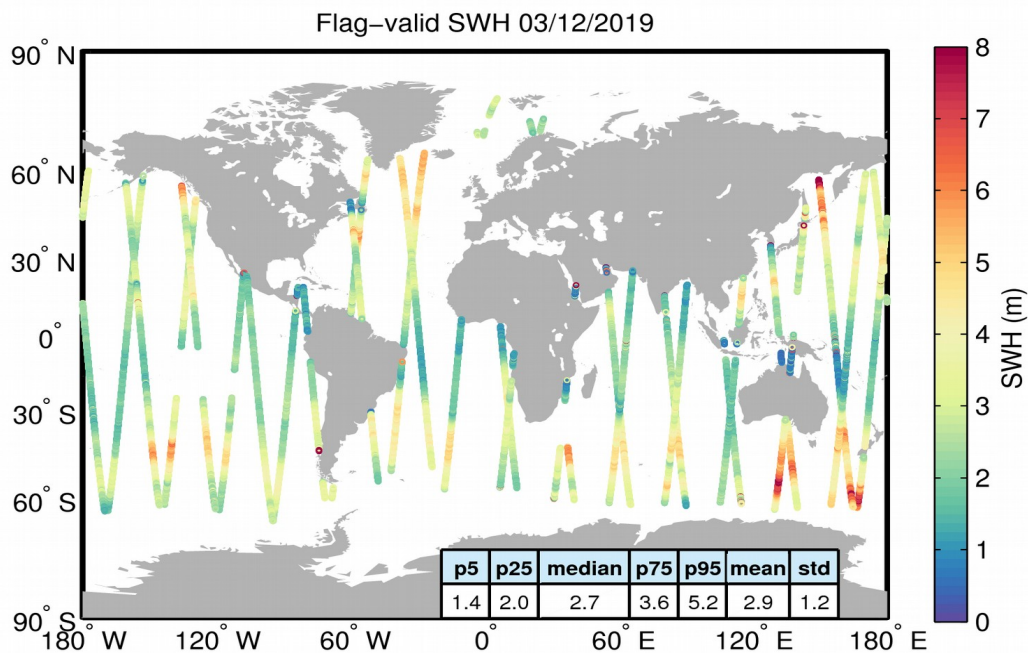 Flag−valid SWH 03/12/2019
90° N
60° N
30° N
0°
30° S
60° S
90° S
180° W
120° W
60° W
0°
60° E
120° E
180° E
p5 p25 median p75 p95 mean std
1.4 2.0 2.7 3.6 5.2 2.9 1.2
8
7
6
5
4
3
2
1
0
SWH (m)